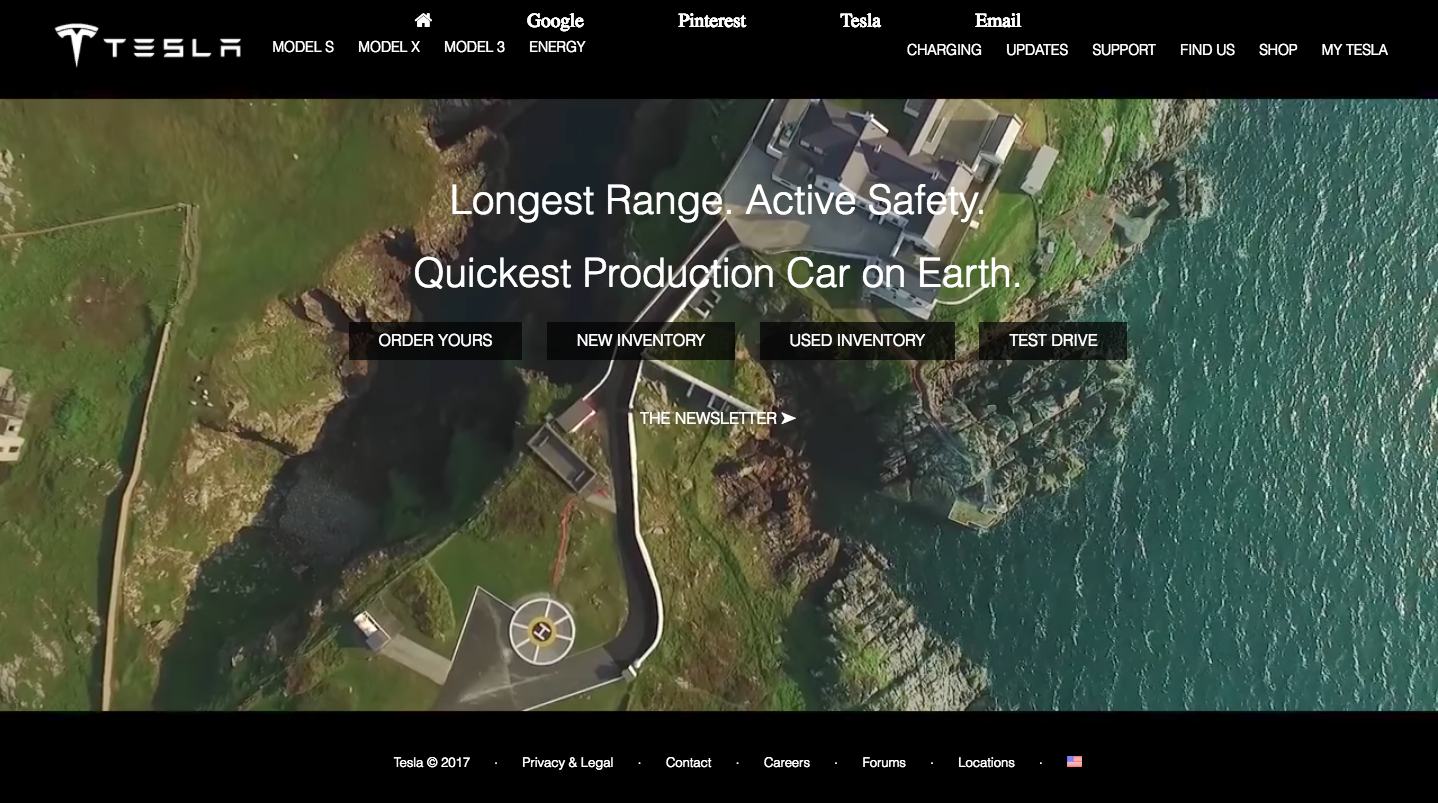 Google Pinterest Tesla Email
TESLA MODEL S MODEL X MODEL 3 ENERGY CHARGING UPDATES SUPPORT FIND US SHOP MY TESLA
Longest Range. Active Safety.
Quickest Production Car on Earth.
ORDER YOURS NEW INVENTORY USED INVENTORY TEST DRIVE
THE NEWSLETTER ➤
H
Tesla © 2017 · Privacy & Legal · Contact · Careers · Forums · Locations ·